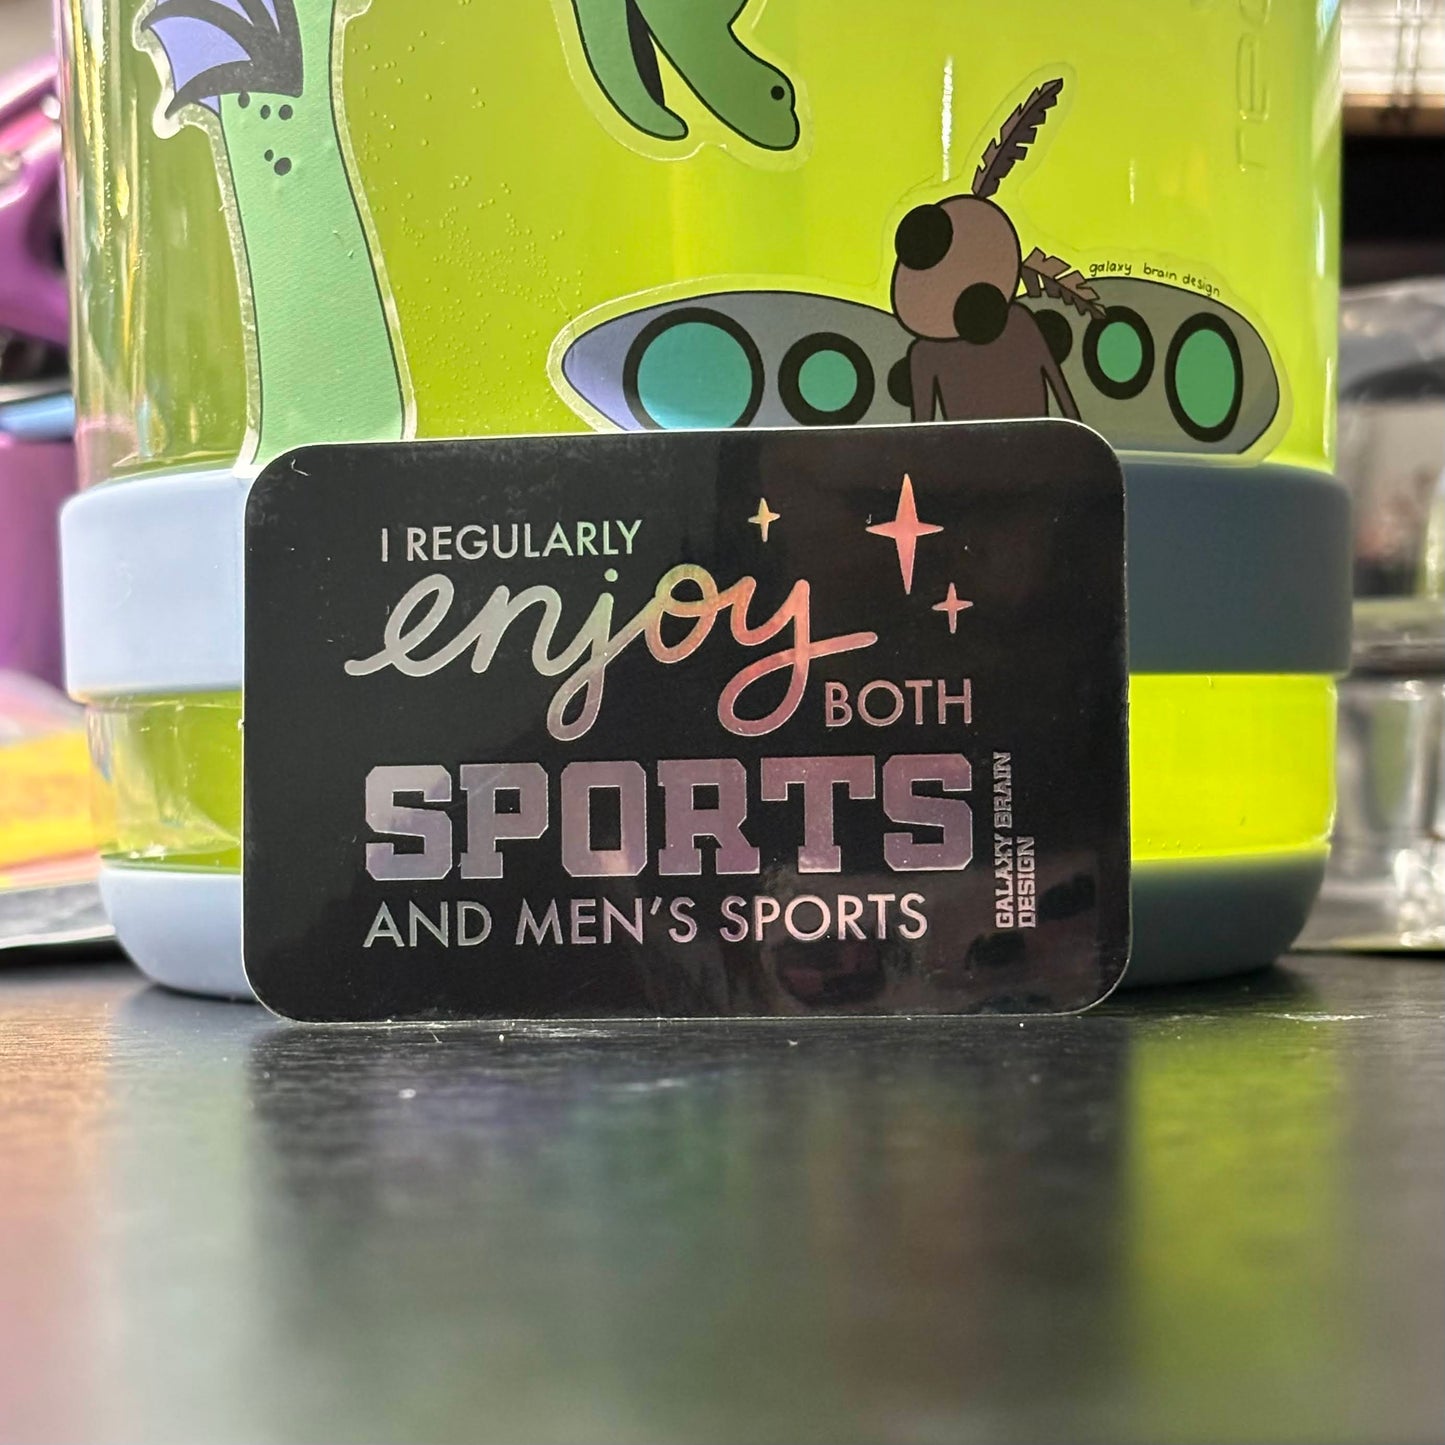 galaxy brain design
I REGULARLY
enjoy
BOTH
SPORTS
AND MEN'S SPORTS
GALAXY BRAIN
DESIGN